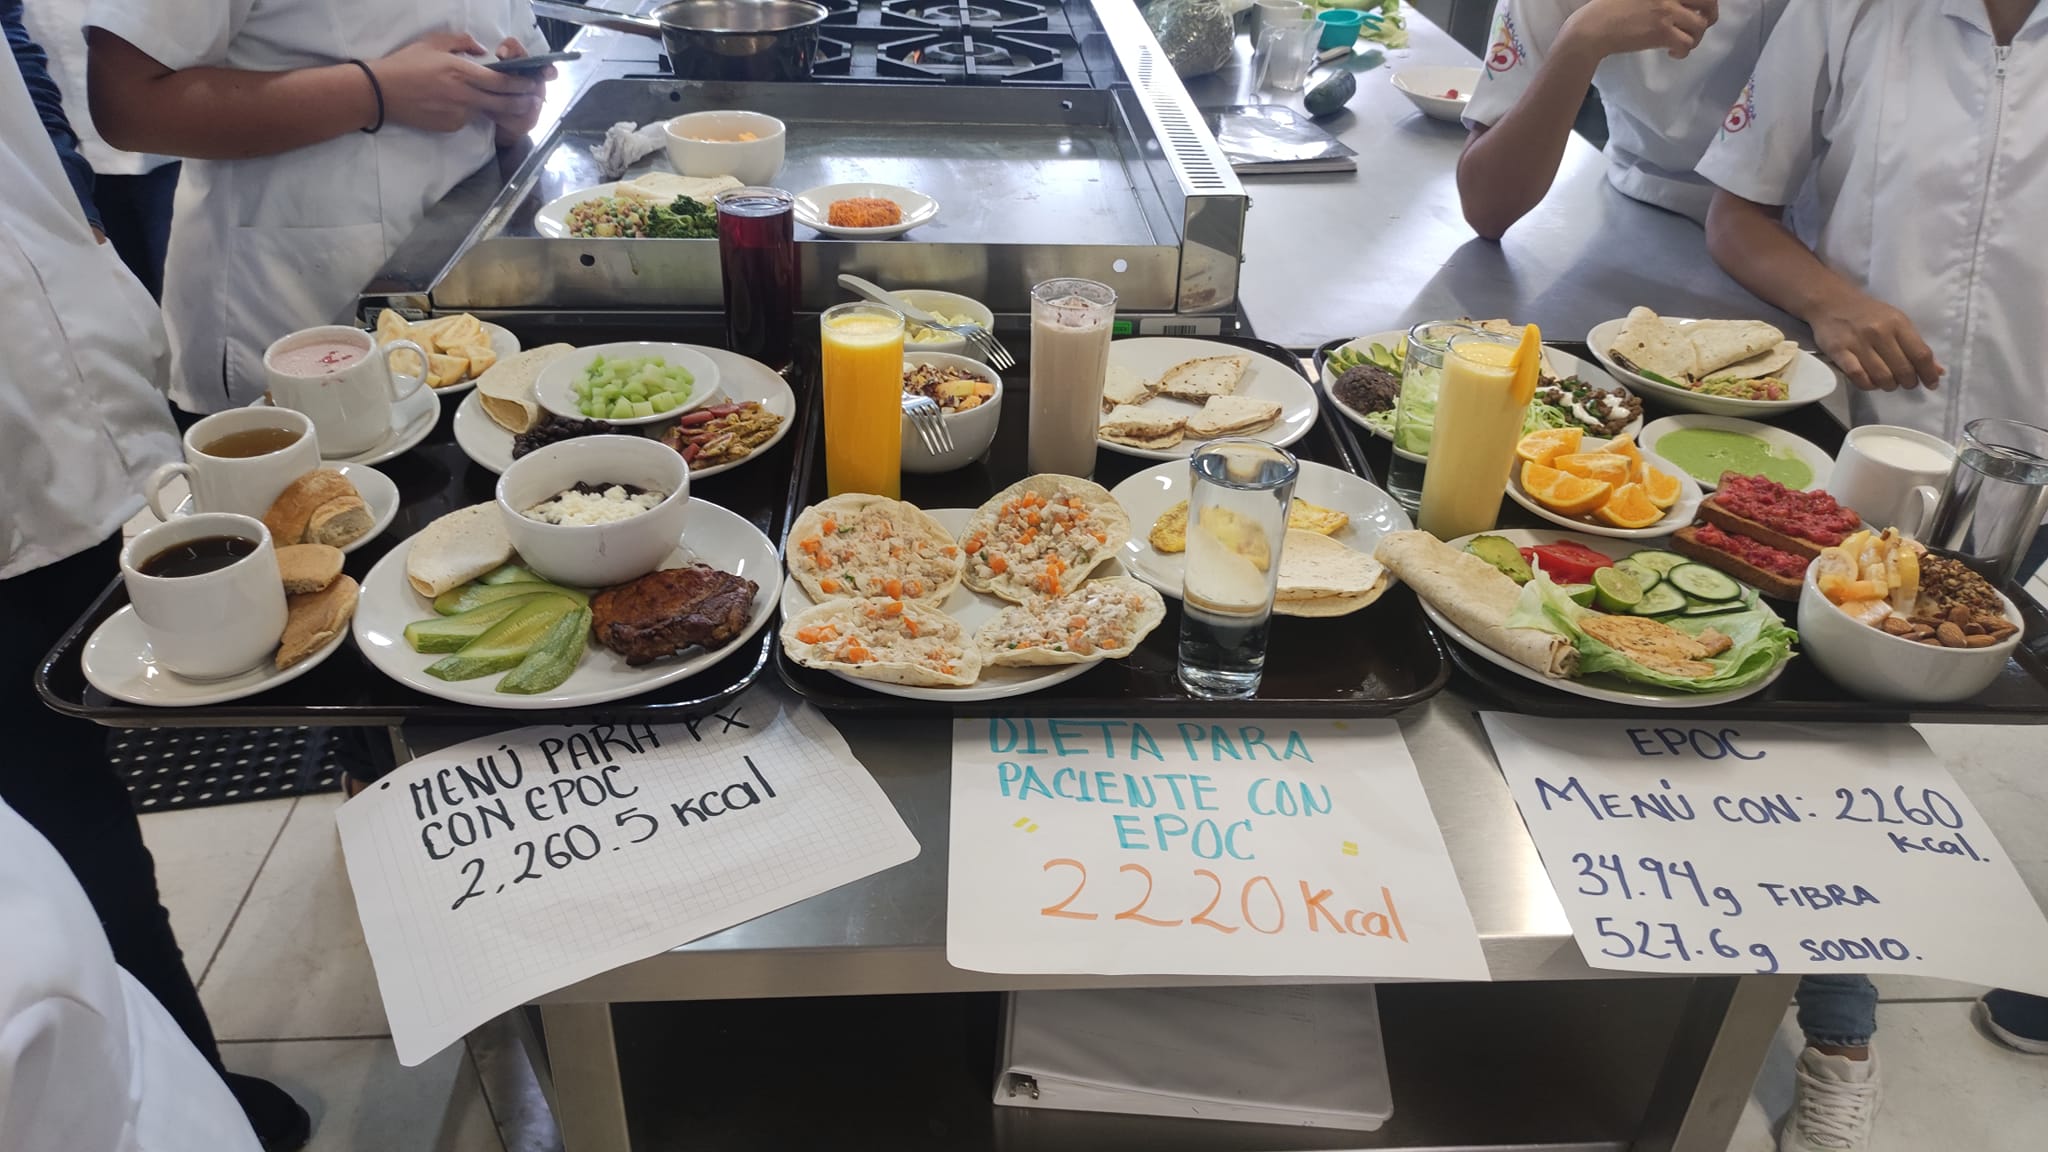 MENÚ PARA PX
CON EPOC
2,260.5 kcal
DIETA PARA
PACIENTE CON
EPOC
2220 Kcal
EPOC
MENÚ CON: 2260
kcal.
34.94g FIBRA
527.6g SODIO.